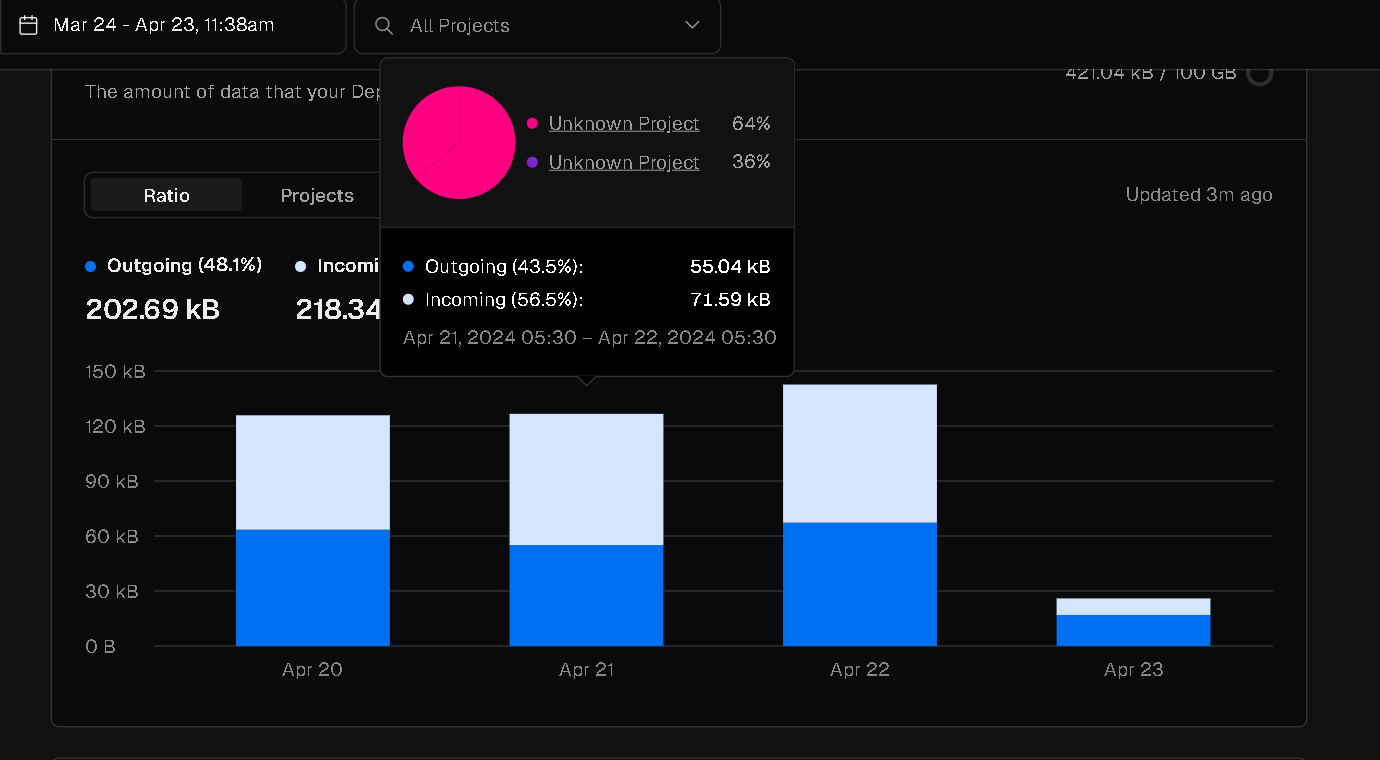 Mar 24 - Apr 23, 11:38am
All Projects
421.04 kB / 100 GB
The amount of data that your Dep
Unknown Project 64%
Unknown Project 36%
Ratio Projects
Updated 3m ago
Outgoing (48.1%) Incomi
202.69 kB 218.34
Outgoing (43.5%): 55.04 kB
Incoming (56.5%): 71.59 kB
Apr 21, 2024 05:30 – Apr 22, 2024 05:30
150 kB
120 kB
90 kB
60 kB
30 kB
0 B
Apr 20 Apr 21 Apr 22 Apr 23